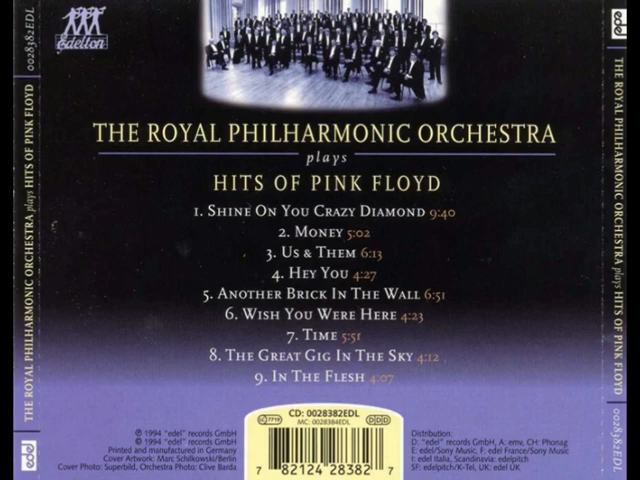 Edelton
0028382EDL
THE ROYAL PHILHARMONIC ORCHESTRA plays HITS OF PINK FLOYD
edel
THE ROYAL PHILHARMONIC ORCHESTRA
plays
HITS OF PINK FLOYD
1. SHINE ON YOU CRAZY DIAMOND 9:40
2. MONEY 5:02
3. US & THEM 6:13
4. HEY YOU 4:27
5. ANOTHER BRICK IN THE WALL 6:51
6. WISH YOU WERE HERE 4:23
7. TIME 5:51
8. THE GREAT GIG IN THE SKY 4:12
9. IN THE FLESH 4:07
℗ 1994 "edel" records GmbH
© 1994 "edel" records GmbH
Printed and manufactured in Germany
Cover Artwork: Marc Schilkowski/Berlin
Cover Photo: Superbild, Orchestra Photo: Clive Barda
CD: 0028382EDL
MC: 0028384EDL
7719
DDD
7 82124 28382 7
Distribution:
D: "edel" records GmbH, A: emv, CH: Phonag
E: edel/Sony Music, F: edel France/Sony Music
I: edel Italia, Scandinavia: edelpitch
SF: edelpitch/K-Tel, UK: edel UK
edel
THE ROYAL PHILHARMONIC ORCHESTRA plays HITS OF PINK FLOYD
0028382EDL